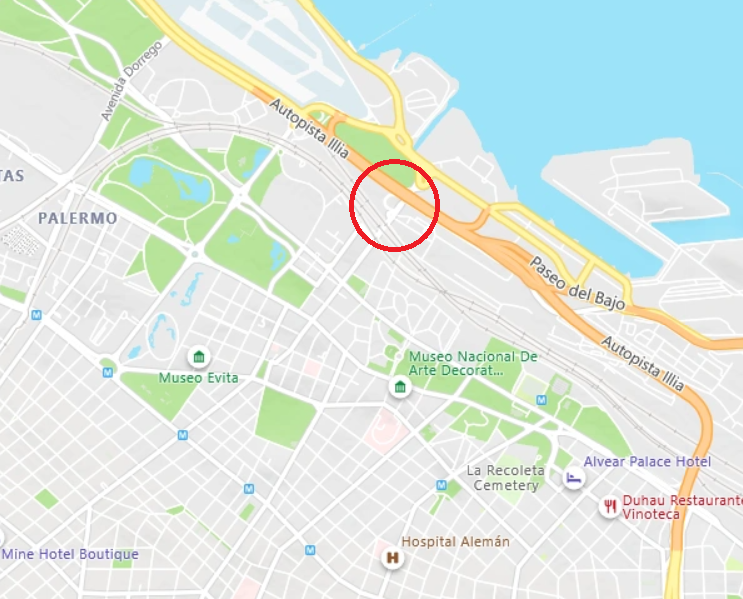 Avenida Dorrego
Autopista Illia
TAS
PALERMO
Paseo del Bajo
M
Autopista Illia
Museo Evita
M
Museo Nacional De
Arte Decorat...
M
M
Alvear Palace Hotel
La Recoleta
Cemetery
M
M
Duhau Restaurante
Vinoteca
Mine Hotel Boutique
M
Hospital Alemán
H